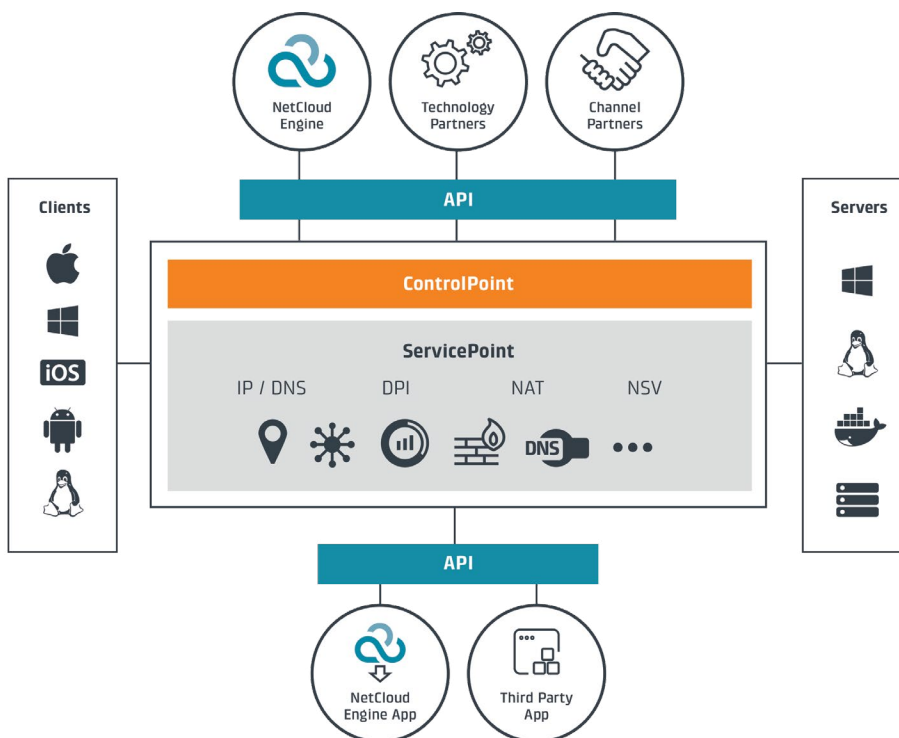 NetCloud
Engine
Technology
Partners
Channel
Partners
API
Clients
Servers
ControlPoint
ServicePoint
IP / DNS DPI NAT NSV
iOS
DNS
API
NetCloud
Engine App
Third Party
App